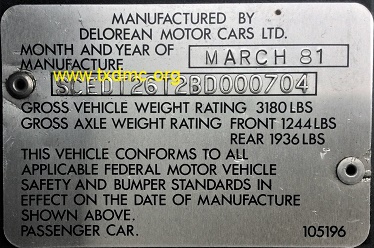 MANUFACTURED BY
DELOREAN MOTOR CARS LTD.
MONTH AND YEAR OF
MANUFACTURE
MARCH 81
www.txdmc.org
SCEDT26T2BD000704
GROSS VEHICLE WEIGHT RATING 3180 LBS
GROSS AXLE WEIGHT RATING FRONT 1244 LBS
REAR 1936 LBS
THIS VEHICLE CONFORMS TO ALL
APPLICABLE FEDERAL MOTOR VEHICLE
SAFETY AND BUMPER STANDARDS IN
EFFECT ON THE DATE OF MANUFACTURE
SHOWN ABOVE.
PASSENGER CAR. 105196